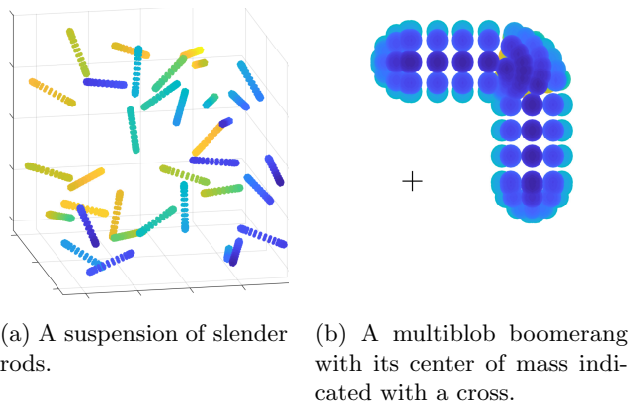 (a) A suspension of slender
rods.
(b) A multiblob boomerang
with its center of mass indi-
cated with a cross.